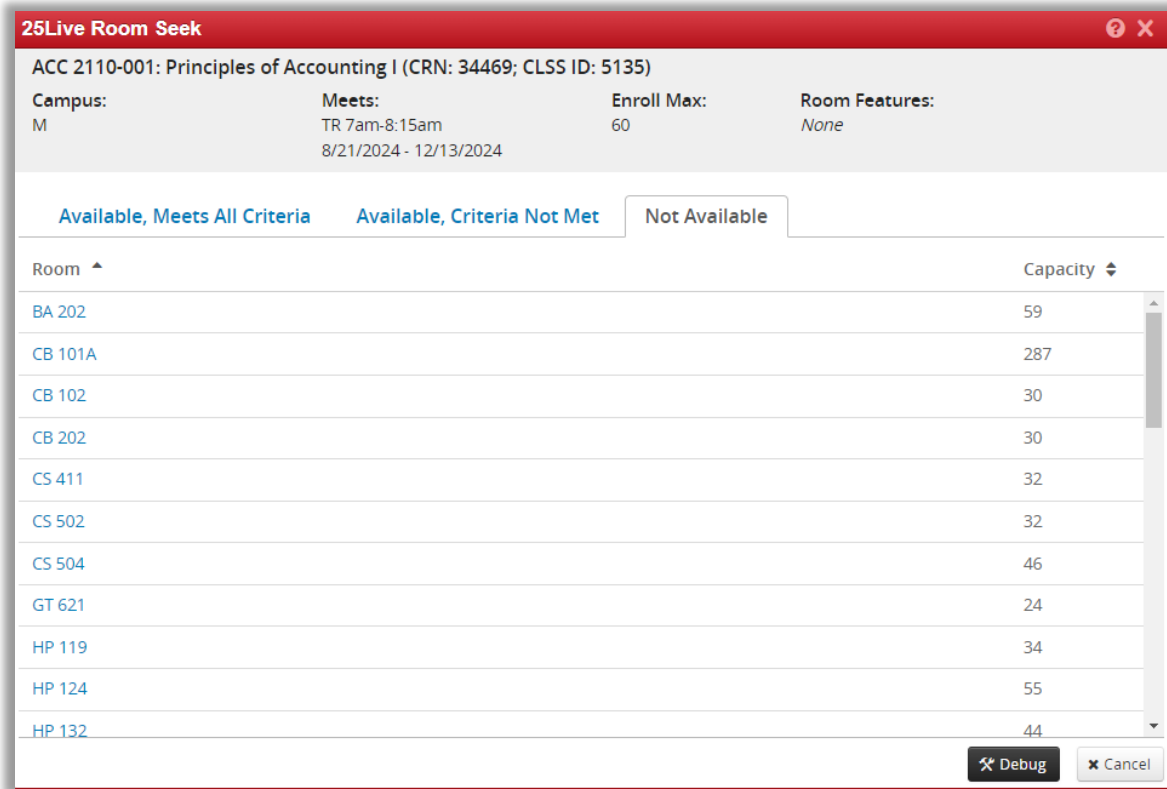 25Live Room Seek
ACC 2110-001: Principles of Accounting I (CRN: 34469; CLSS ID: 5135)
Campus: Meets: Enroll Max: Room Features:
M TR 7am-8:15am 60 None
8/21/2024 - 12/13/2024
Available, Meets All Criteria Available, Criteria Not Met Not Available
Room Capacity
BA 202 59
CB 101A 287
CB 102 30
CB 202 30
CS 411 32
CS 502 32
CS 504 46
GT 621 24
HP 119 34
HP 124 55
HP 132 44
Debug Cancel